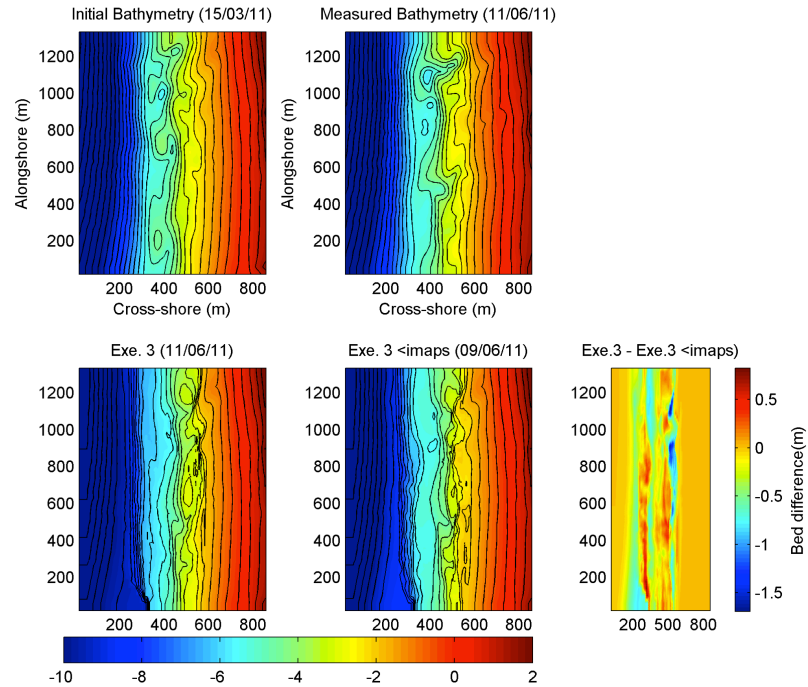 Initial Bathymetry (15/03/11) Measured Bathymetry (11/06/11)
1200 1200
1000 1000
800 800
600 600
400 400
200 200
Alongshore (m) Alongshore (m)
200 400 600 800 200 400 600 800
Cross-shore (m) Cross-shore (m)
Exe. 3 (11/06/11) Exe. 3 <imaps (09/06/11) Exe.3 - Exe.3 <imaps)
1200 1200 1200
1000 1000 1000
800 800 800
600 600 600
400 400 400
200 200 200
200 400 600 800 200 400 600 800 200 500 800
0.5
0
-0.5
-1
-1.5
Bed difference(m)
-10 -8 -6 -4 -2 0 2